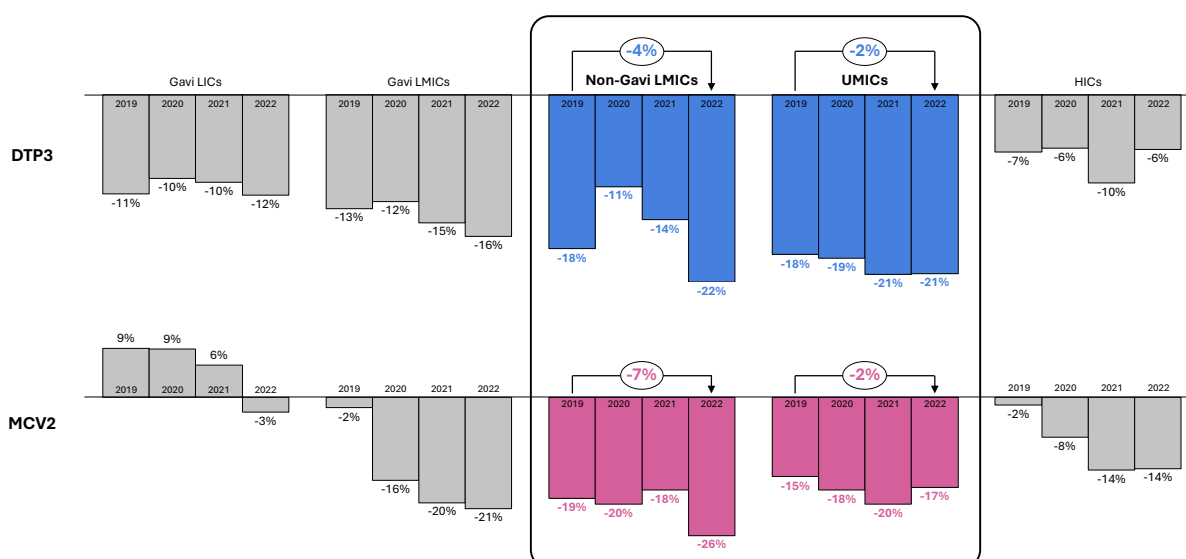 -4% -2%
Gavi LICs Gavi LMICs Non-Gavi LMICs UMICs HICs
2019 2020 2021 2022 2019 2020 2021 2022 2019 2020 2021 2022 2019 2020 2021 2022 2019 2020 2021 2022
DTP3
-11% -10% -10% -12% -13% -12% -15% -16% -18% -11% -14% -22% -18% -19% -21% -21% -7% -6% -10% -6%
9% 9% 6%
-7% -2%
2019 2020 2021 2022 2019 2020 2021 2022 2019 2020 2021 2022 2019 2020 2021 2022 2019 2020 2021 2022
MCV2
-3% -2% -16% -20% -21% -19% -20% -18% -26% -15% -18% -20% -17% -2% -8% -14% -14%